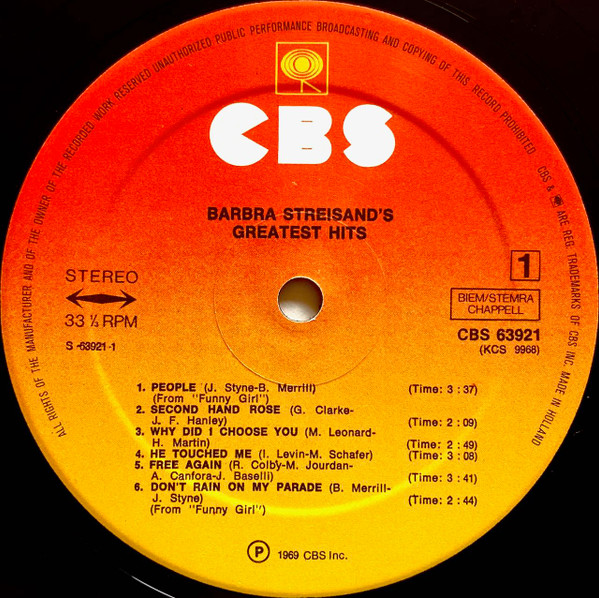 ALL RIGHTS OF THE MANUFACTURER AND OF THE OWNER OF THE RECORDED WORK RESERVED UNAUTHORIZED PUBLIC PERFORMANCE BROADCASTING AND COPYING OF THIS RECORD PROHIBITED
CBS & ARE REG. TRADEMARKS OF CBS INC. MADE IN HOLLAND
CBS
BARBRA STREISAND'S
GREATEST HITS
STEREO
33 ⅓ RPM
S -63921-1
1
BIEM/STEMRA
CHAPPELL
CBS 63921
(KCS 9968)
1. PEOPLE (J. Styne-B. Merrill) (Time: 3 : 37)
(From "Funny Girl")
2. SECOND HAND ROSE (G. Clarke-
J. F. Hanley) (Time: 2 : 09)
3. WHY DID I CHOOSE YOU (M. Leonard-
H. Martin) (Time: 2 : 49)
4. HE TOUCHED ME (I. Levin-M. Schafer) (Time: 3 : 08)
5. FREE AGAIN (R. Colby-M. Jourdan-
A. Canfora-J. Baselli) (Time: 3 : 41)
6. DON'T RAIN ON MY PARADE (B. Merrill-
J. Styne) (Time: 2 : 44)
(From "Funny Girl")
Ⓟ 1969 CBS Inc.